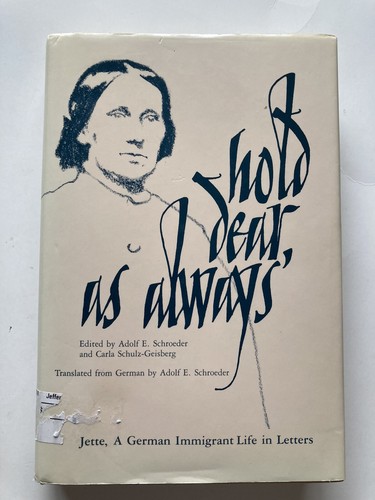 hold
dear,
as always
Edited by Adolf E. Schroeder
and Carla Schulz-Geisberg
Translated from German by Adolf E. Schroeder
Jeffer
Jette, A German Immigrant Life in Letters